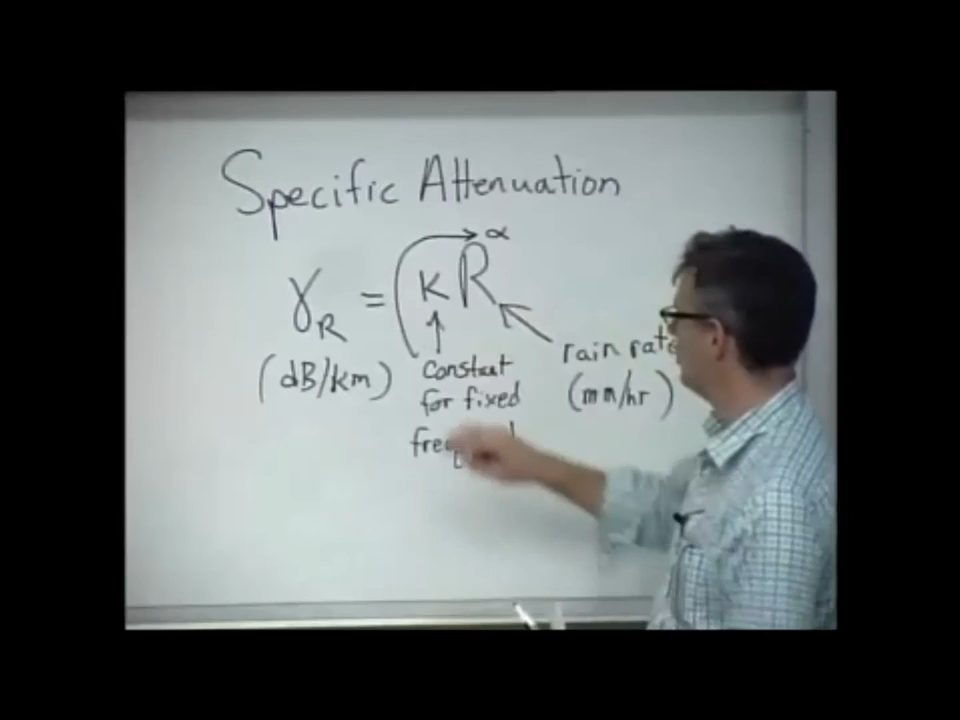 Specific Attenuation
γR = kR^α
(dB/km)
constant
for fixed
rain rate
(mm/hr)